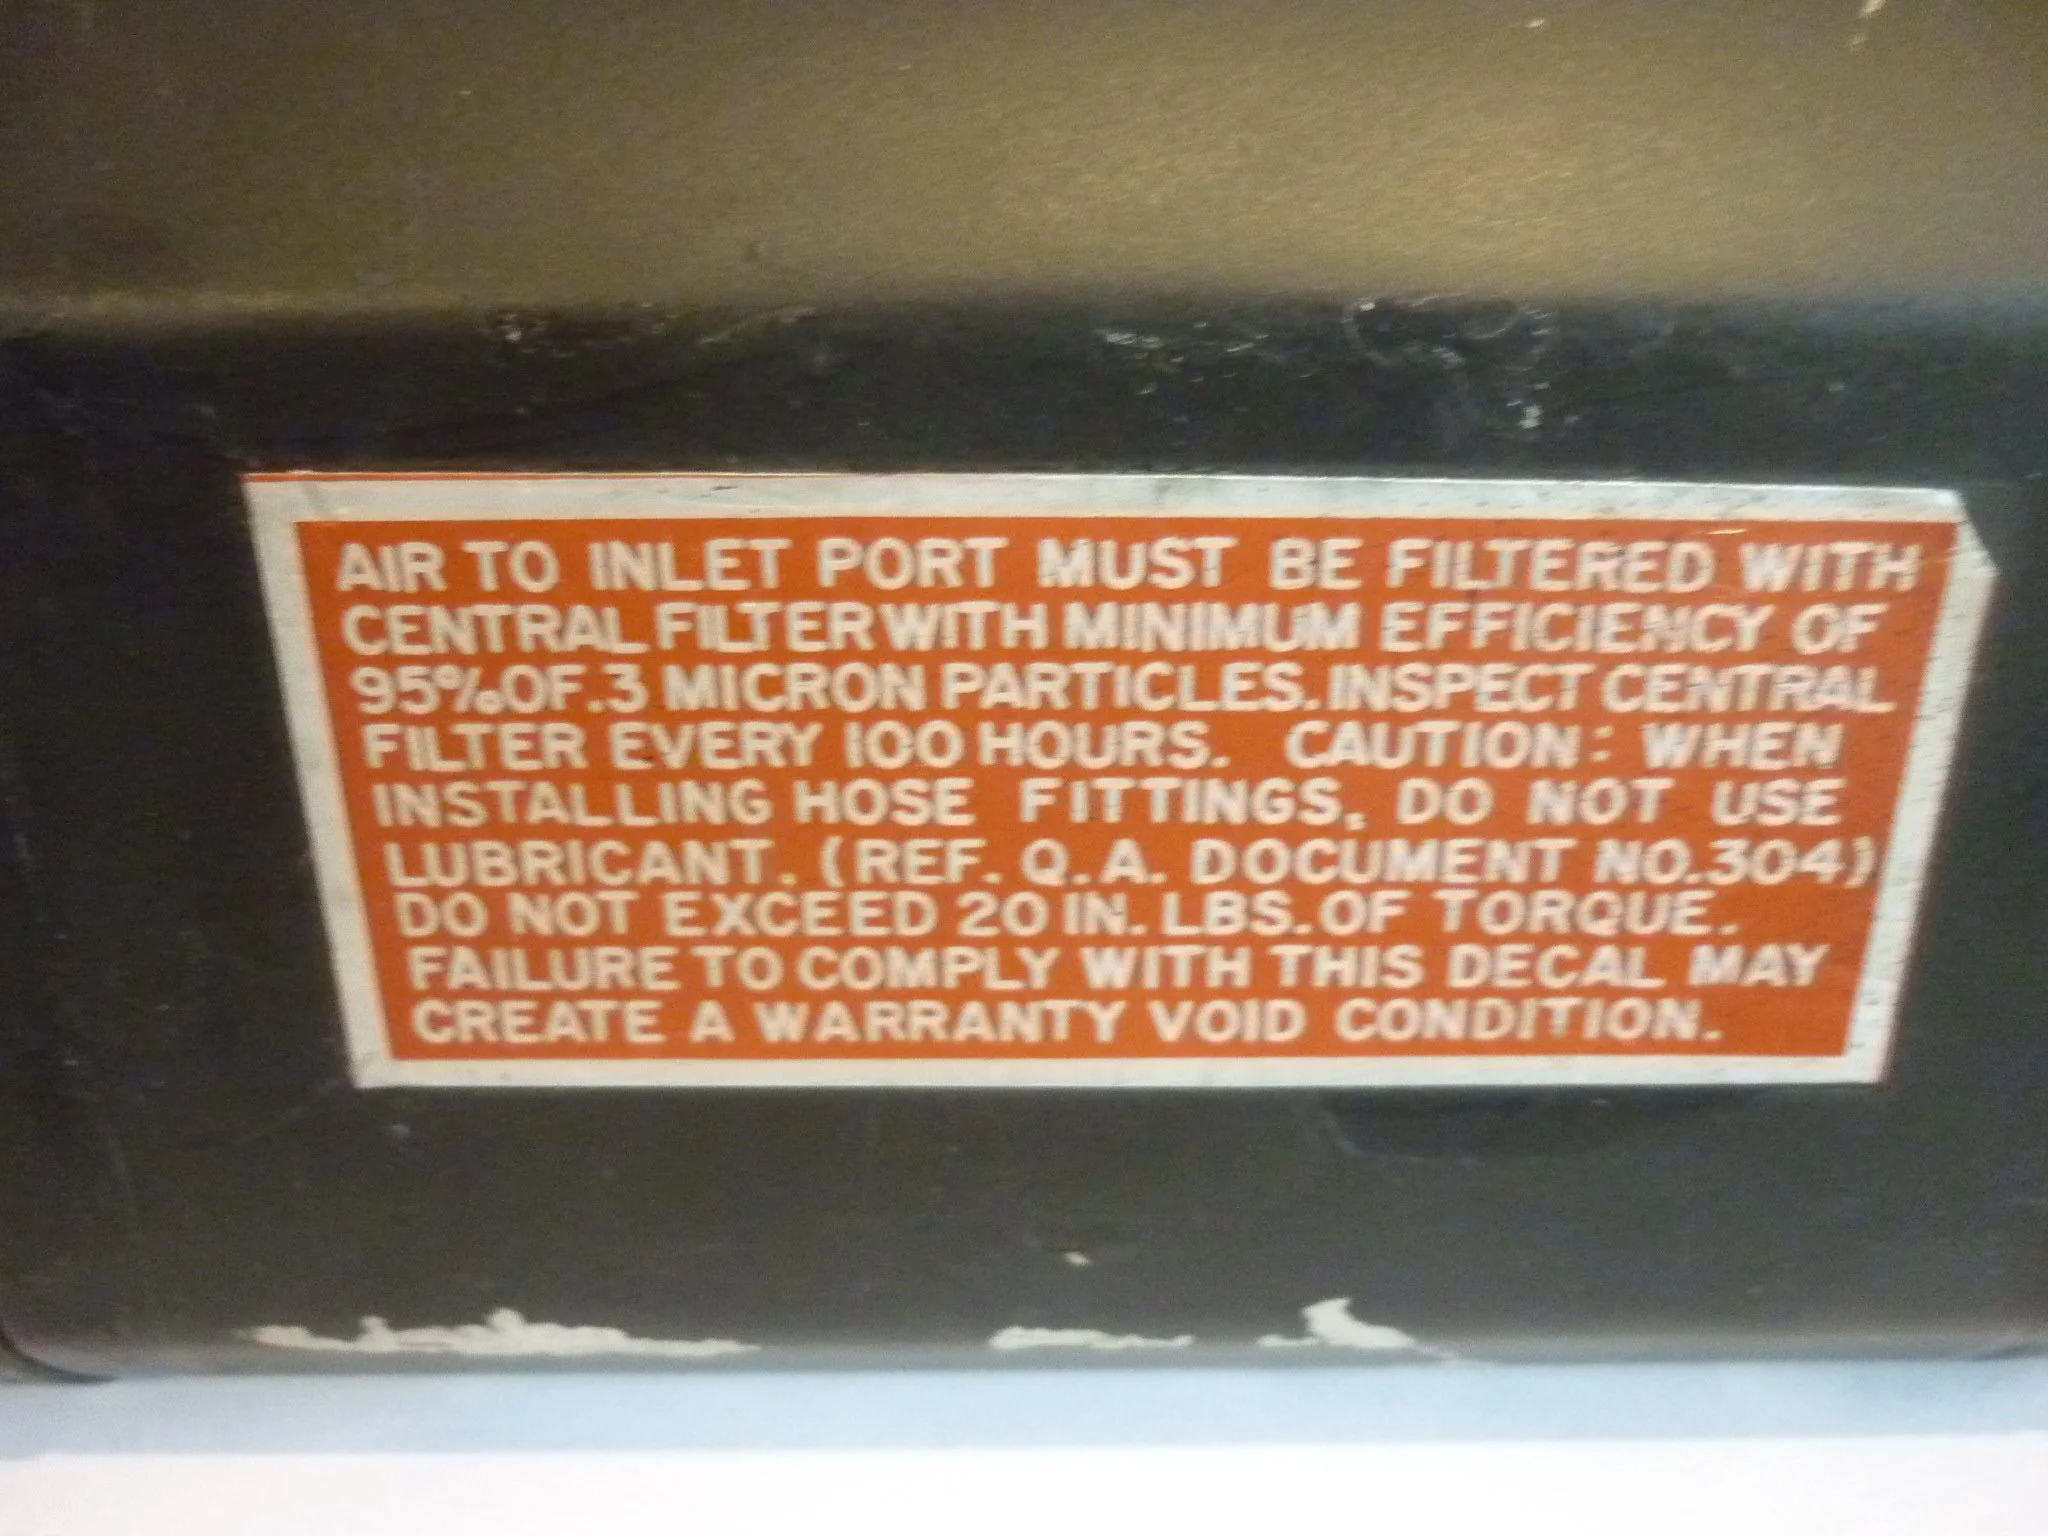 AIR TO INLET PORT MUST BE FILTERED WITH
CENTRAL FILTER WITH MINIMUM EFFICIENCY OF
95% OF .3 MICRON PARTICLES. INSPECT CENTRAL
FILTER EVERY 100 HOURS. CAUTION: WHEN
INSTALLING HOSE FITTINGS, DO NOT USE
LUBRICANT. (REF. Q.A. DOCUMENT NO.304)
DO NOT EXCEED 20 IN. LBS. OF TORQUE.
FAILURE TO COMPLY WITH THIS DECAL MAY
CREATE A WARRANTY VOID CONDITION.